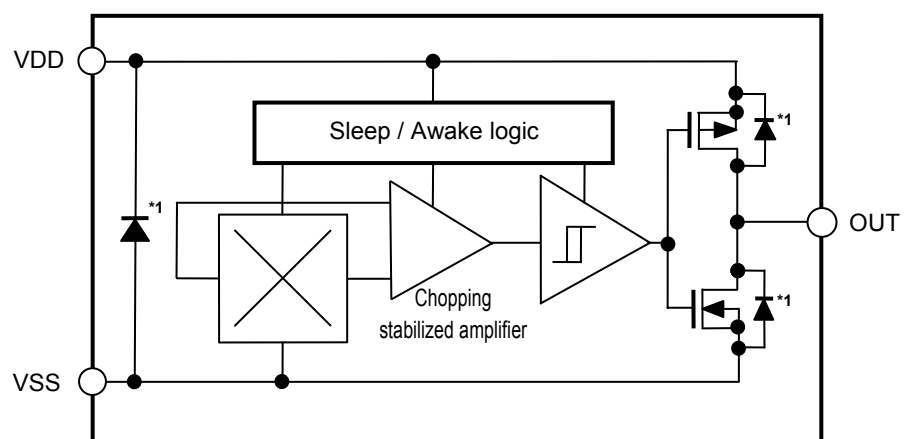 VDD
Sleep / Awake logic
*1
*1
OUT
*1
Chopping
stabilized amplifier
VSS